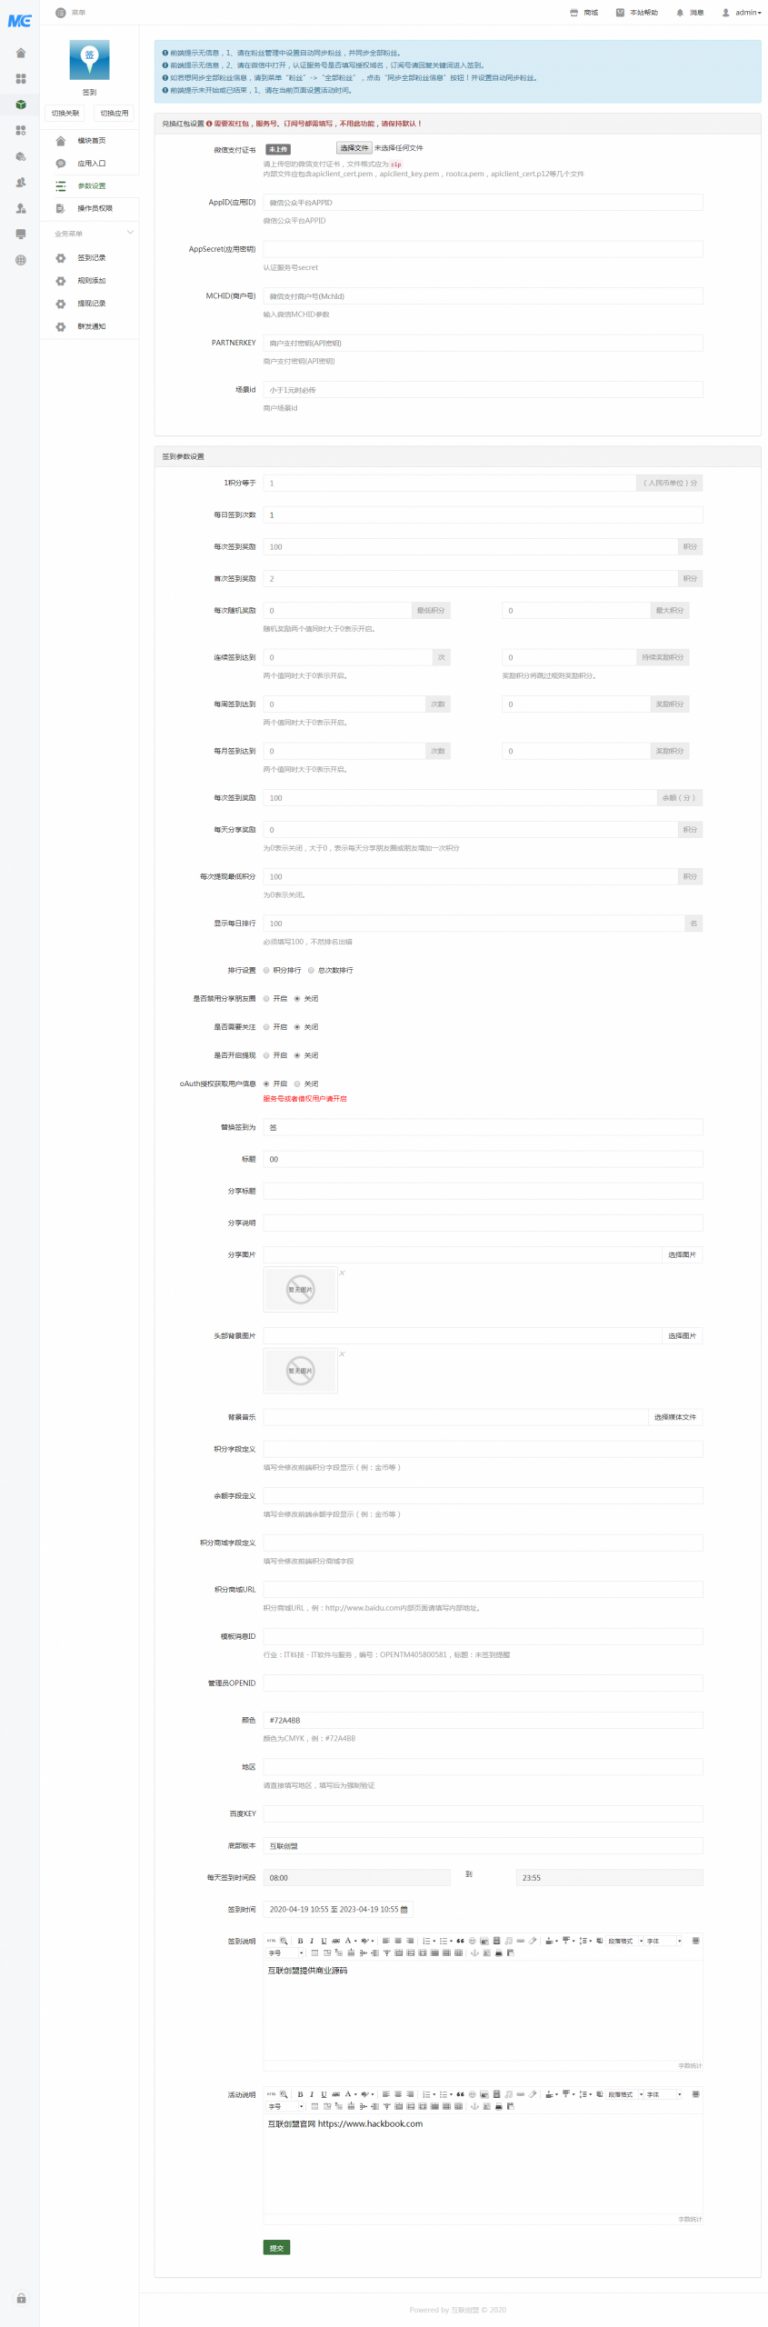 ME
菜单
商城
本站帮助
消息
admin
签
签到
切换关联
切换应用
模块首页
应用入口
参数设置
操作员权限
业务菜单
签到记录
规则添加
提现记录
群发通知
前端提示无信息，1、请在粉丝管理中设置自动同步粉丝，并同步全部粉丝。
前端提示无信息，2、请在微信中打开，认证服务号是否填写授权域名，订阅号请回复关键词进入签到。
如若想同步全部粉丝信息，请到菜单 "粉丝" -> "全部粉丝" ，点击 "同步全部粉丝信息" 按钮！并设置自动同步粉丝。
前端提示未开始或已结束，1、请在当前页面设置活动时间。
兑换红包设置 需要发红包，服务号、订阅号都需填写，不用此功能，请保持默认！
微信支付证书 未上传 选择文件 未选择任何文件
请上传您的微信支付证书，文件格式应为 zip
内部文件应包含apiclient_cert.pem，apiclient_key.pem，rootca.pem，apiclient_cert.p12等几个文件
AppID(应用ID) 微信公众平台APPID
微信公众平台APPID
AppSecret(应用密钥)
认证服务号secret
MCHID(商户号) 微信支付商户号(MchId)
输入微信MCHID参数
PARTNERKEY 商户支付密钥(API密钥)
商户支付密钥(API密钥)
场景id 小于1元时必传
商户场景id
签到参数设置
1积分等于 1 （人民币单位）分
每日签到次数 1
每次签到奖励 100 积分
首次签到奖励 2 积分
每次随机奖励 0 最低积分 0 最大积分
随机奖励两个值同时大于0表示开启。
连续签到达到 0 次 0 持续奖励积分
两个值同时大于0表示开启。 奖励积分将跳过规则奖励积分。
每周签到达到 0 次数 0 奖励积分
两个值同时大于0表示开启。
每月签到达到 0 次数 0 奖励积分
两个值同时大于0表示开启。
每次签到奖励 100 余额（分）
每天分享奖励 0 积分
为0表示关闭，大于0，表示每天分享朋友圈或朋友增加一次积分
每次提现最低积分 100 积分
为0表示关闭。
显示每日排行 100 名
必须填写100，不然排名出错
排行设置 积分排行 总次数排行
是否禁用分享朋友圈 开启 关闭
是否需要关注 开启 关闭
是否开启提现 开启 关闭
oAuth授权获取用户信息 开启 关闭
服务号或者借权用户请开启
替换签到为 签
标题 00
分享标题
分享说明
分享图片 选择图片
暂无图片
头部背景图片 选择图片
暂无图片
背景音乐 选择媒体文件
积分字段定义
填写会修改前端积分字段显示（例：金币等）
余额字段定义
填写会修改前端余额字段显示（例：金币等）
积分商城字段定义
填写会修改前端积分商城字段
积分商城URL
积分商城URL，例：http://www.baidu.com内部页面请填写内部地址。
模板消息ID
行业：IT科技 - IT软件与服务，编号：OPENTM405800581，标题：未签到提醒
管理员OPENID
颜色 #72A4BB
颜色为CMYK，例：#72A4BB
地区
请直接填写地区，填写后为强制验证
百度KEY
底部版本 互联创盟
每天签到时间段 08:00 到 23:55
签到时间 2020-04-19 10:55 至 2023-04-19 10:55
签到说明 HTML B I U ABC A 段落格式 字体
字号
互联创盟提供商业源码
字数统计
活动说明 HTML B I U ABC A 段落格式 字体
字号
互联创盟官网 https://www.hackbook.com
字数统计
提交
Powered by 互联创盟 © 2020